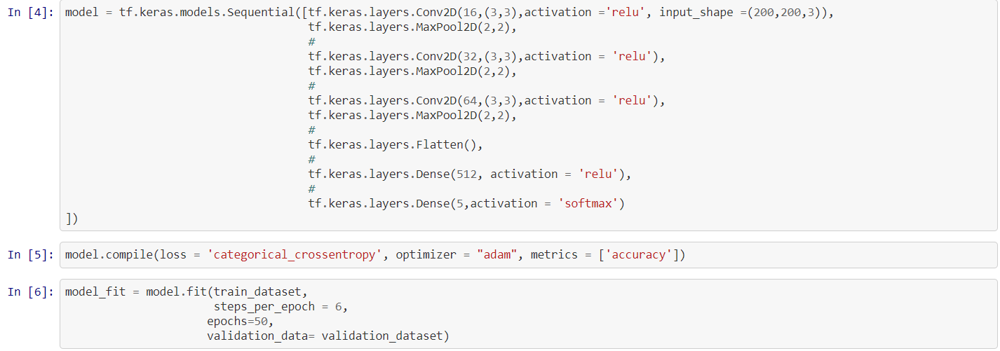 In [4]: model = tf.keras.models.Sequential([tf.keras.layers.Conv2D(16,(3,3),activation ='relu', input_shape =(200,200,3)),
tf.keras.layers.MaxPool2D(2,2),
#
tf.keras.layers.Conv2D(32,(3,3),activation = 'relu'),
tf.keras.layers.MaxPool2D(2,2),
#
tf.keras.layers.Conv2D(64,(3,3),activation = 'relu'),
tf.keras.layers.MaxPool2D(2,2),
#
tf.keras.layers.Flatten(),
#
tf.keras.layers.Dense(512, activation = 'relu'),
#
tf.keras.layers.Dense(5,activation = 'softmax')
])
In [5]: model.compile(loss = 'categorical_crossentropy', optimizer = "adam", metrics = ['accuracy'])
In [6]: model_fit = model.fit(train_dataset,
steps_per_epoch = 6,
epochs=50,
validation_data= validation_dataset)